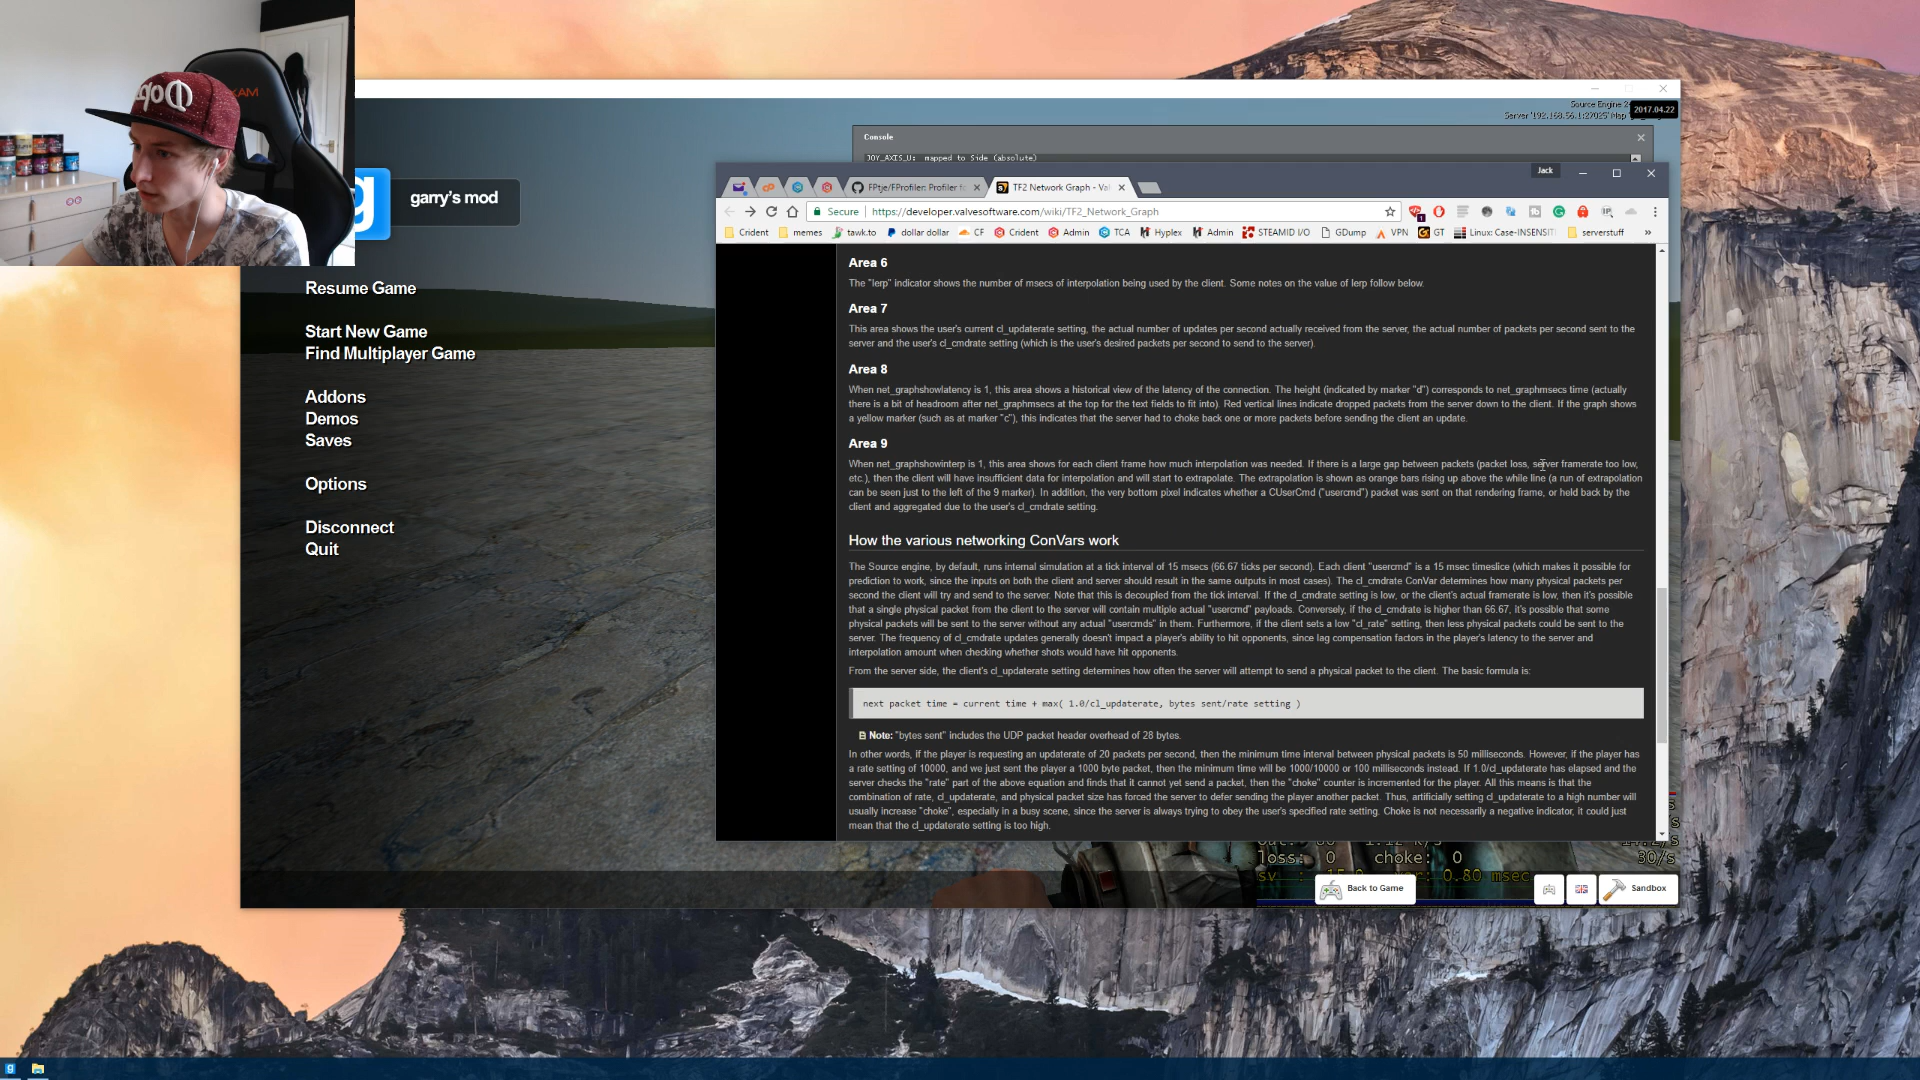 Dope
garry's mod
Resume Game
Start New Game
Find Multiplayer Game
Addons
Demos
Saves
Options
Disconnect
Quit
2017.04.22
Console
JOY_AXIS_U: mapped to Side (absolute)
Jack
FPtje/FProfiler: Profiler fo
TF2 Network Graph - Val
Secure
https://developer.valvesoftware.com/wiki/TF2_Network_Graph
Crident memes tawk.to dollar dollar CF Crident Admin TCA Hyplex Admin STEAMID I/O GDump VPN GT Linux: Case-INSENSIT serverstuff »
Area 6
The "lerp" indicator shows the number of msecs of interpolation being used by the client. Some notes on the value of lerp follow below.
Area 7
This area shows the user's current cl_updaterate setting, the actual number of updates per second actually received from the server, the actual number of packets per second sent to the
server and the user's cl_cmdrate setting (which is the user's desired packets per second to send to the server).
Area 8
When net_graphshowlatency is 1, this area shows a historical view of the latency of the connection. The height (indicated by marker "d") corresponds to net_graphmsecs time (actually
there is a bit of headroom after net_graphmsecs at the top for the text fields to fit into). Red vertical lines indicate dropped packets from the server down to the client. If the graph shows
a yellow marker (such as at marker "c"), this indicates that the server had to choke back one or more packets before sending the client an update.
Area 9
When net_graphshowinterp is 1, this area shows for each client frame how much interpolation was needed. If there is a large gap between packets (packet loss, server framerate too low,
etc.), then the client will have insufficient data for interpolation and will start to extrapolate. The extrapolation is shown as orange bars rising up above the while line (a run of extrapolation
can be seen just to the left of the 9 marker). In addition, the very bottom pixel indicates whether a CUserCmd ("usercmd") packet was sent on that rendering frame, or held back by the
client and aggregated due to the user's cl_cmdrate setting.
How the various networking ConVars work
The Source engine, by default, runs internal simulation at a tick interval of 15 msecs (66.67 ticks per second). Each client "usercmd" is a 15 msec timeslice (which makes it possible for
prediction to work, since the inputs on both the client and server should result in the same outputs in most cases). The cl_cmdrate ConVar determines how many physical packets per
second the client will try and send to the server. Note that this is decoupled from the tick interval. If the cl_cmdrate setting is low, or the client's actual framerate is low, then it's possible
that a single physical packet from the client to the server will contain multiple actual "usercmd" payloads. Conversely, if the cl_cmdrate is higher than 66.67, it's possible that some
physical packets will be sent to the server without any actual "usercmds" in them. Furthermore, if the client sets a low "cl_rate" setting, then less physical packets could be sent to the
server. The frequency of cl_cmdrate updates generally doesn't impact a player's ability to hit opponents, since lag compensation factors in the player's latency to the server and
interpolation amount when checking whether shots would have hit opponents.
From the server side, the client's cl_updaterate setting determines how often the server will attempt to send a physical packet to the client. The basic formula is:
next packet time = current time + max( 1.0/cl_updaterate, bytes sent/rate setting )
Note: "bytes sent" includes the UDP packet header overhead of 28 bytes.
In other words, if the player is requesting an updaterate of 20 packets per second, then the minimum time interval between physical packets is 50 milliseconds. However, if the player has
a rate setting of 10000, and we just sent the player a 1000 byte packet, then the minimum time will be 1000/10000 or 100 milliseconds instead. If 1.0/cl_updaterate has elapsed and the
server checks the "rate" part of the above equation and finds that it cannot yet send a packet, then the "choke" counter is incremented for the player. All this means is that the
combination of rate, cl_updaterate, and physical packet size has forced the server to defer sending the player another packet. Thus, artificially setting cl_updaterate to a high number will
usually increase "choke", especially in a busy scene, since the server is always trying to obey the user's specified rate setting. Choke is not necessarily a negative indicator, it could just
mean that the cl_updaterate setting is too high.
loss: 0 choke: 0 30/s
0.80 msec
Back to Game
Sandbox